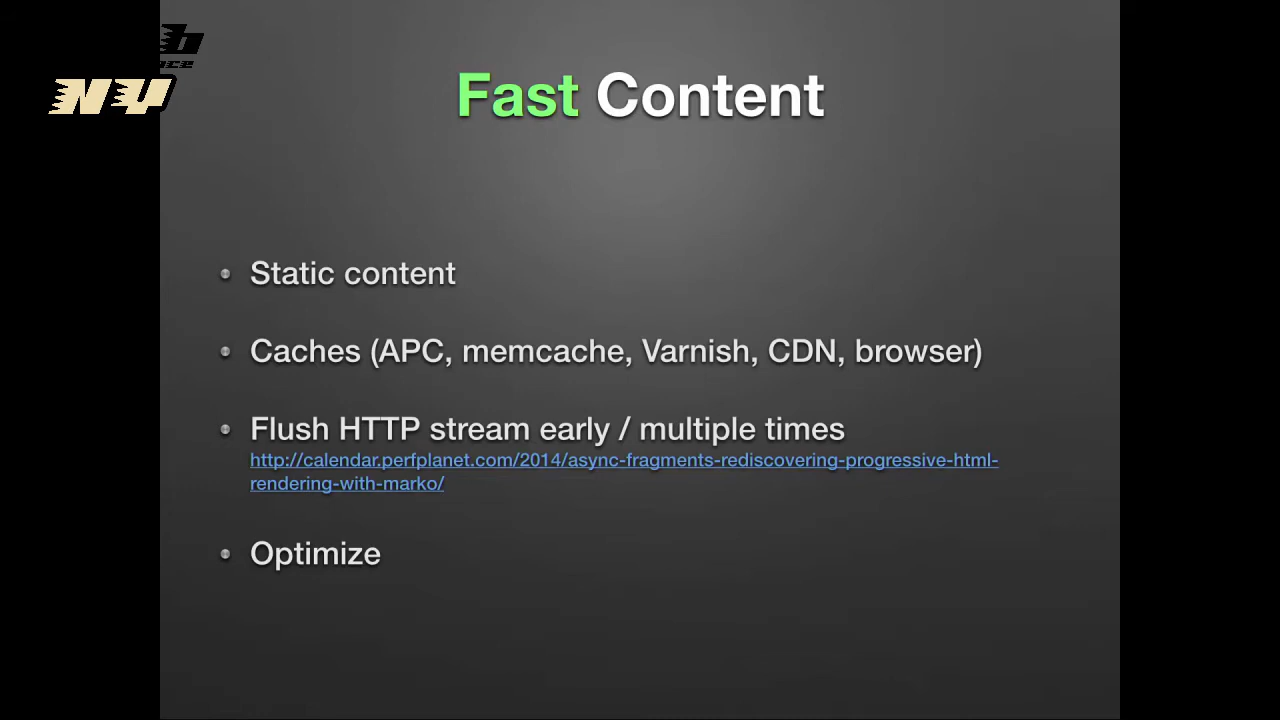 NY
Fast Content
Static content
Caches (APC, memcache, Varnish, CDN, browser)
Flush HTTP stream early / multiple times
http://calendar.perfplanet.com/2014/async-fragments-rediscovering-progressive-html-
rendering-with-marko/
Optimize